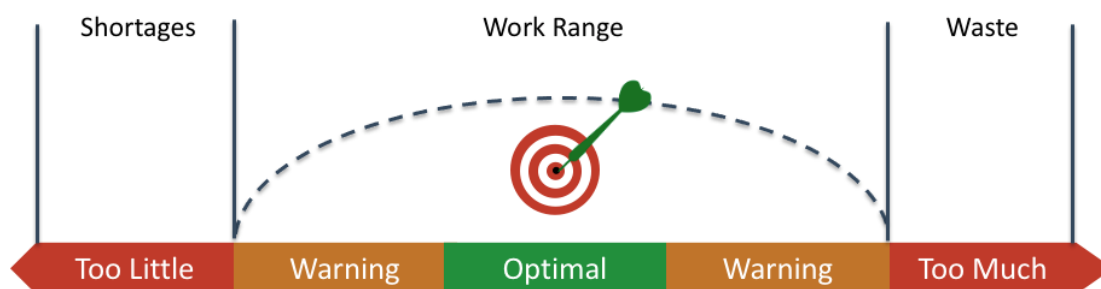 Shortages
Work Range
Waste
Too Little
Warning
Optimal
Warning
Too Much